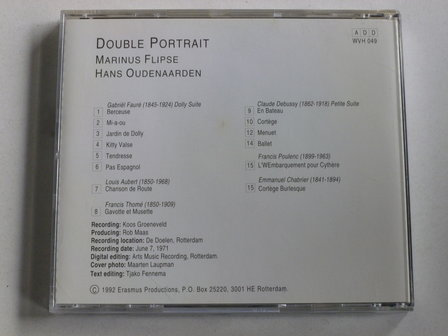 DOUBLE PORTRAIT
MARINUS FLIPSE
HANS OUDENAARDEN
A D D
WVH 049
Gabriël Fauré (1845-1924) Dolly Suite
1 Berceuse
2 Mi-a-ou
3 Jardin de Dolly
4 Kitty Valse
5 Tendresse
6 Pas Espagnol
Louis Aubert (1850-1968)
7 Chanson de Route
Francis Thomé (1850-1909)
8 Gavotte et Musette
Claude Debussy (1862-1918) Petite Suite
9 En Bateau
10 Cortège
12 Menuet
14 Ballet
Francis Poulenc (1899-1963)
15 L'WEmbarquement pour Cythère
Emmanuel Chabrier (1841-1894)
15 Cortège Burlesque
Recording: Koos Groeneveld
Producing: Rob Maas
Recording location: De Doelen, Rotterdam
Recording date: June 7, 1971
Digital editing: Arts Music Recording, Rotterdam.
Cover photo: Maarten Laupman
Text editing: Tjako Fennema
© 1992 Erasmus Productions, P.O. Box 25220, 3001 HE Rotterdam.